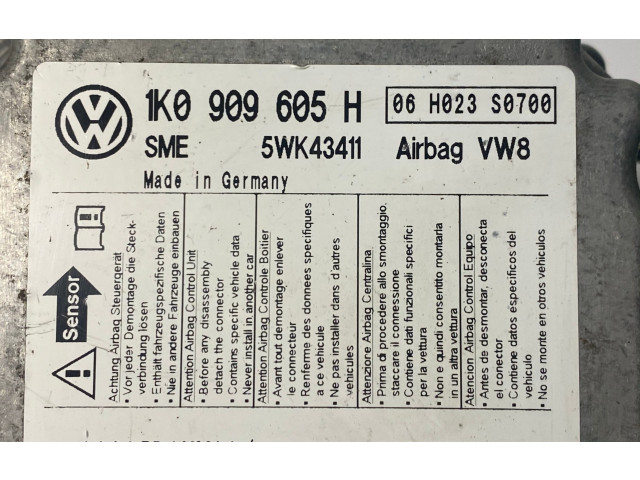 1K0 909 605 H
06 H023 S0700
SME 5WK43411 Airbag VW8
Made in Germany
Sensor
Achtung Airbag Steuergerät
• Vor jeder Demontage die Steck-
verbindung lösen
• Enthält fahrzeugspezifische Daten
• Nie in andere Fahrzeuge einbauen
Attention Airbag Control Unit
• Before any disassembly
detach the connector
• Contains specific vehicle data
• Never install in another car
Attention Airbag Controle Boitier
• Avant tout demontage enlever
le connecteur
• Renferme des donnees specifiques
a ce vehicule
• Ne pas installer dans d'autres
vehicules
Attenzione Airbag Centralina
• Prima di procedere allo smontaggio,
staccare il connessione
• Contiene dati funzionali specifici
per la vettura
• Non e quindi consentito montarla
in un altra vettura
Atencion Airbag Control Equipo
• Antes de desmontar, desconecta
el conector
• Contiene datos específicos del
vehículo
• No se monte en otros vehículos